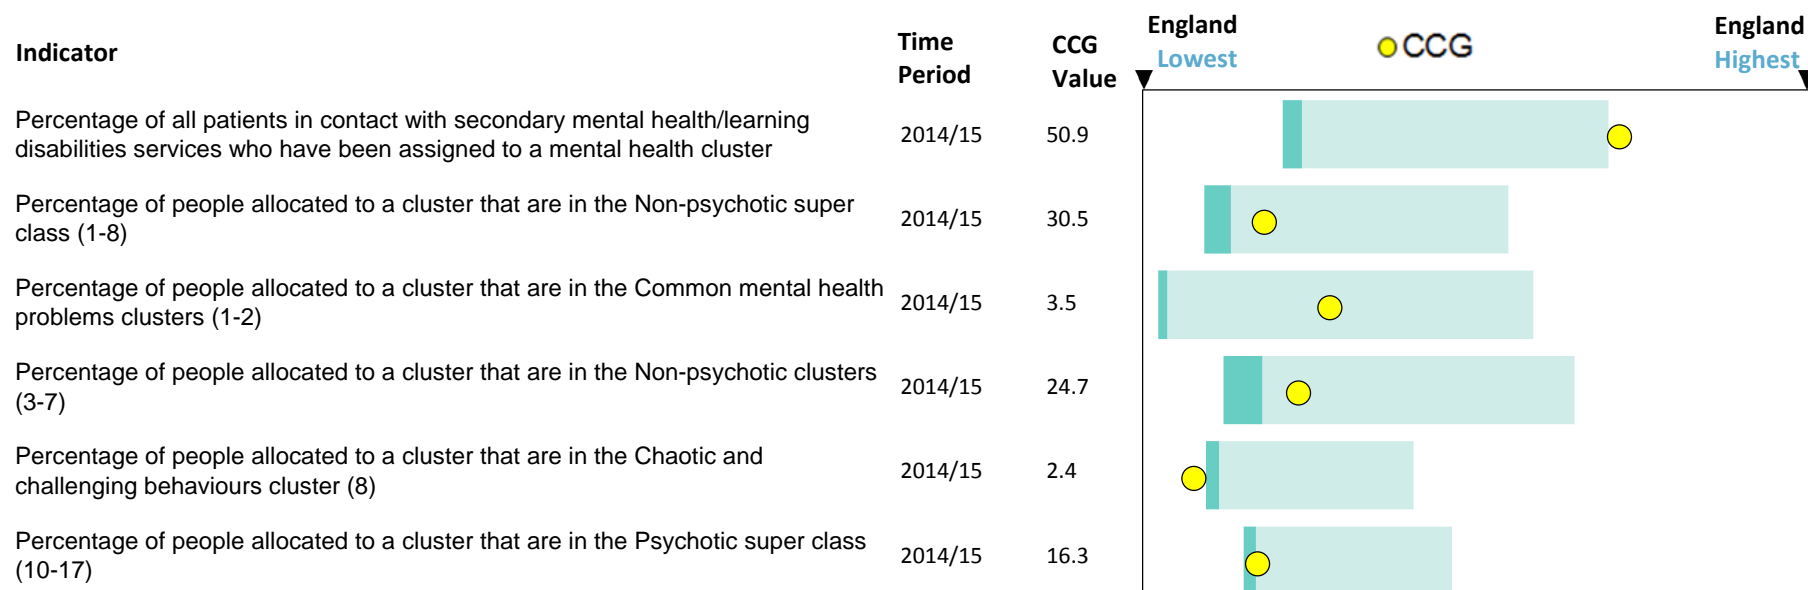 Indicator
Time
Period
CCG
Value
England
Lowest
CCG
England
Highest
Percentage of all patients in contact with secondary mental health/learning
disabilities services who have been assigned to a mental health cluster
2014/15
50.9
Percentage of people allocated to a cluster that are in the Non-psychotic super
class (1-8)
2014/15
30.5
Percentage of people allocated to a cluster that are in the Common mental health
problems clusters (1-2)
2014/15
3.5
Percentage of people allocated to a cluster that are in the Non-psychotic clusters
(3-7)
2014/15
24.7
Percentage of people allocated to a cluster that are in the Chaotic and
challenging behaviours cluster (8)
2014/15
2.4
Percentage of people allocated to a cluster that are in the Psychotic super class
(10-17)
2014/15
16.3